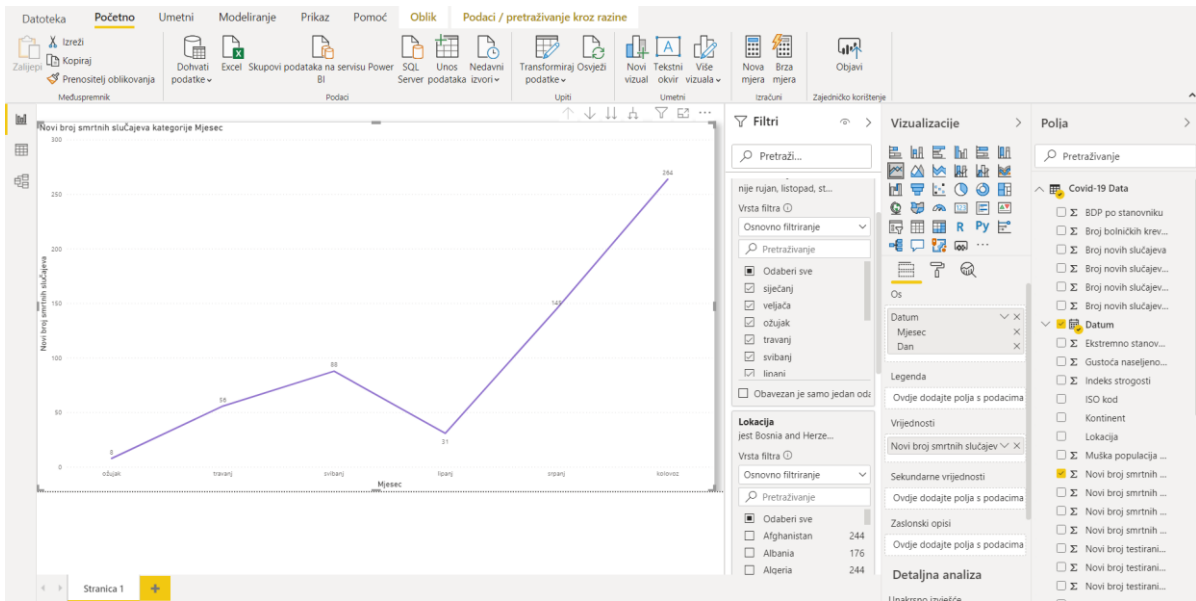 Datoteka Početno Umetni Modeliranje Prikaz Pomoć Oblik Podaci / pretraživanje kroz razine
Zalijepi
Izreži
Kopiraj
Prenositelj oblikovanja
Međuspremnik
Dohvati podatke
Excel
Skupovi podataka na servisu Power BI
SQL Server
Unos podataka
Nedavni izvori
Podaci
Transformiraj podatke
Osvježi
Upiti
Novi vizual
Tekstni okvir
Više vizuala
Umetni
Nova mjera
Brza mjera
Izračuni
Objavi
Zajedničko korištenje
Novi broj smrtnih slučajeva kategorije Mjesec
Novi broj smrtnih slučajeva
300
250
200
150
100
50
0
8
56
88
31
264
ožujak travanj svibanj lipanj srpanj kolovoz
Mjesec
Stranica 1
Filtri
Pretraži...
nije rujan, listopad, st...
Vrsta filtra
Osnovno filtriranje
Pretraživanje
Odaberi sve
siječanj
veljača
ožujak
travanj
svibanj
lipanj
Obavezan je samo jedan oda
Lokacija
jest Bosnia and Herze...
Vrsta filtra
Osnovno filtriranje
Pretraživanje
Odaberi sve
Afghanistan 244
Albania 176
Algeria 244
Vizualizacije
R Py
Os
Datum
Mjesec
Dan
Legenda
Ovdje dodajte polja s podacima
Vrijednosti
Novi broj smrtnih slučajev
Sekundarne vrijednosti
Ovdje dodajte polja s podacima
Zaslonski opisi
Ovdje dodajte polja s podacima
Detaljna analiza
Unakrsno izvješće
Polja
Pretraživanje
Covid-19 Data
BDP po stanovniku
Broj bolničkih krev...
Broj novih slučajeva
Broj novih slučajev...
Broj novih slučajev...
Broj novih slučajev...
Datum
Ekstremno stanov...
Gustoća naseljeno...
Indeks strogosti
ISO kod
Kontinent
Lokacija
Muška populacija ...
Novi broj smrtnih ...
Novi broj smrtnih ...
Novi broj smrtnih ...
Novi broj smrtnih ...
Novi broj testirani...
Novi broj testirani...
Novi broj testirani...